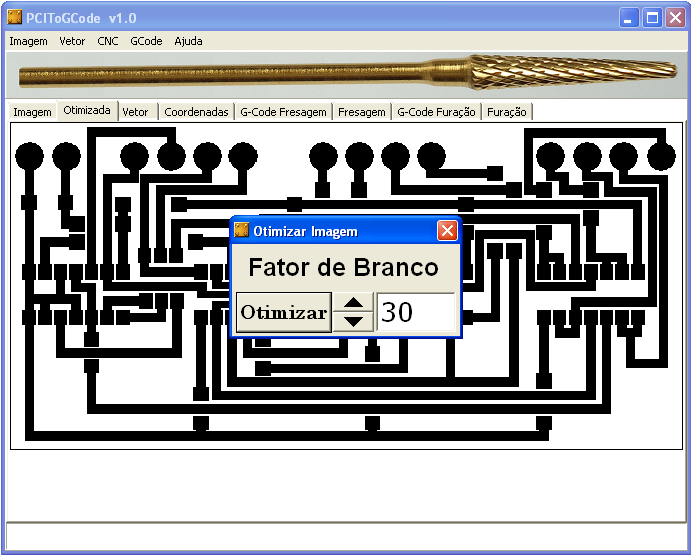 PCIToGCode v1.0
Imagem Vetor CNC GCode Ajuda
Imagem Otimizada Vetor Coordenadas G-Code Fresagem Fresagem G-Code Furação Furação
Otimizar Imagem
Fator de Branco
Otimizar 30